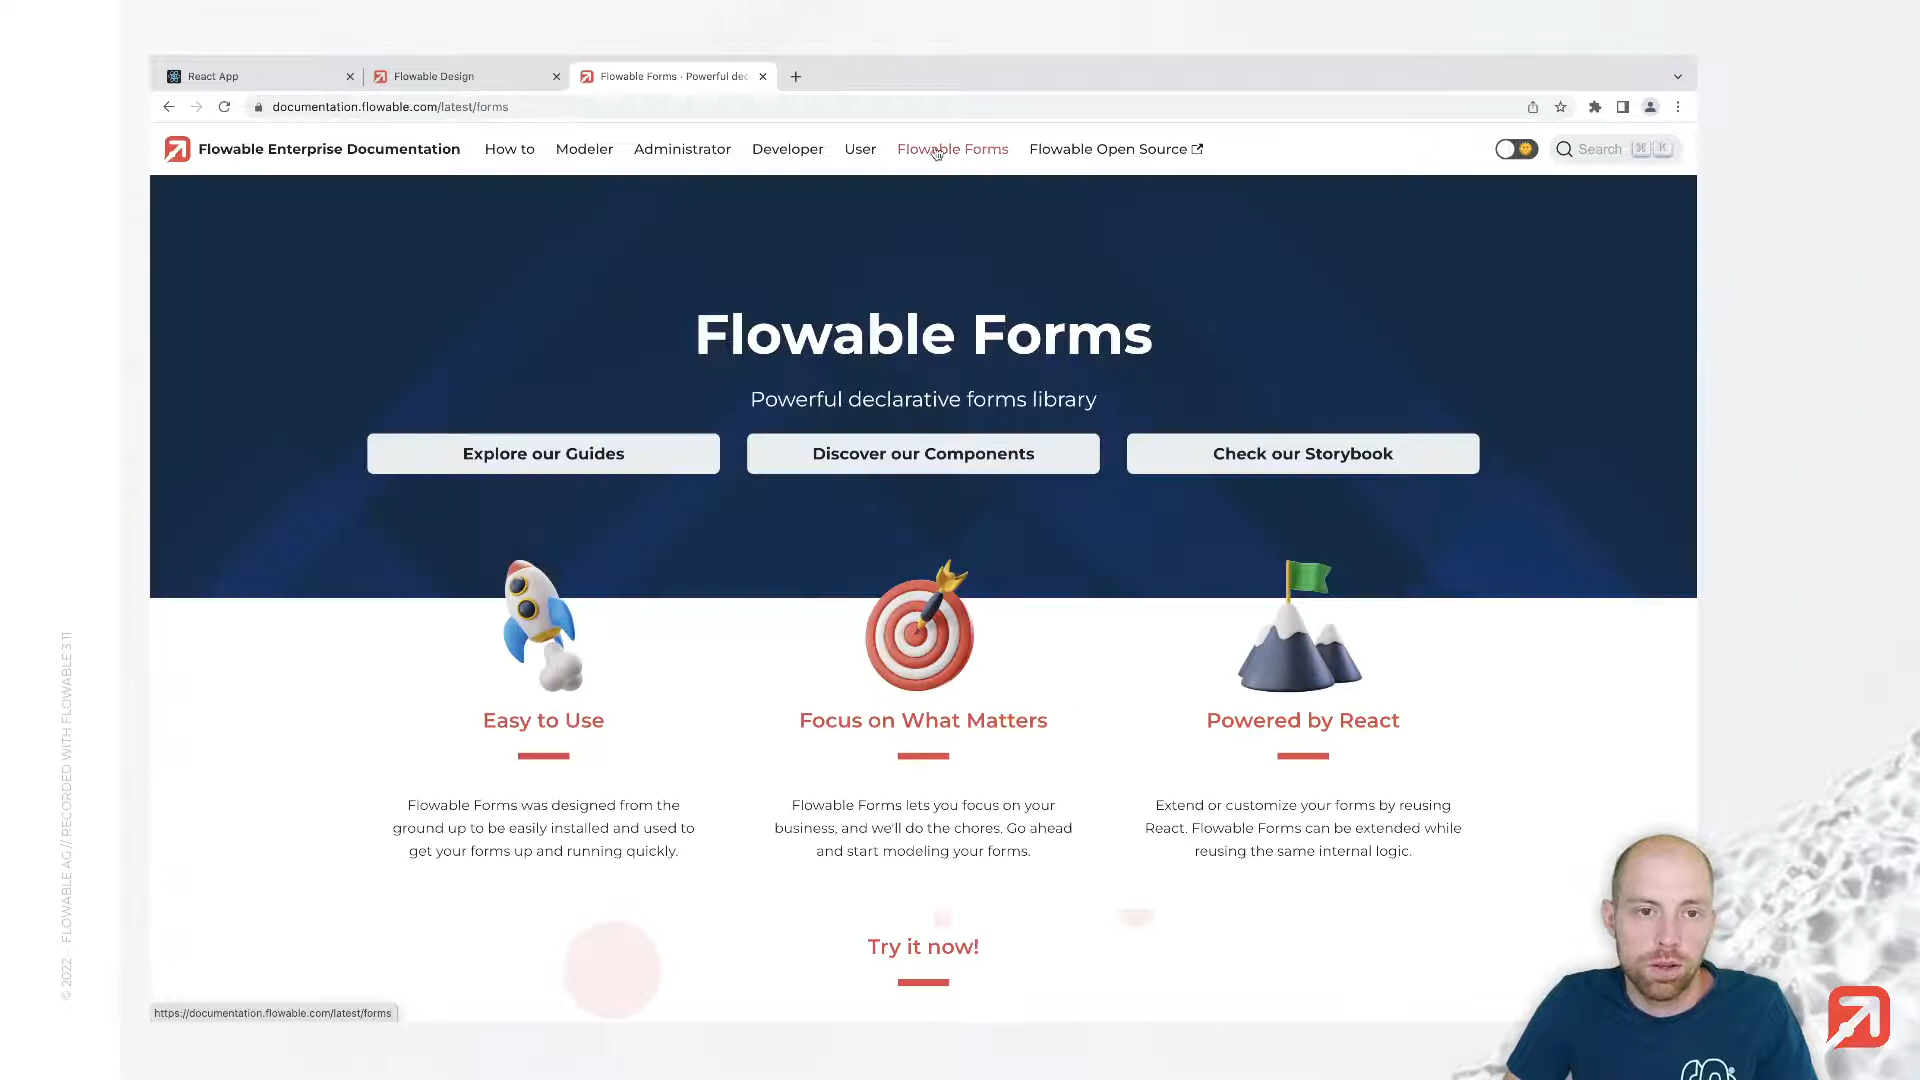 React App
Flowable Design
Flowable Forms · Powerful dec
documentation.flowable.com/latest/forms
Flowable Enterprise Documentation
How to
Modeler
Administrator
Developer
User
Flowable Forms
Flowable Open Source
Search
⌘ K
Flowable Forms
Powerful declarative forms library
Explore our Guides
Discover our Components
Check our Storybook
Easy to Use
Flowable Forms was designed from the
ground up to be easily installed and used to
get your forms up and running quickly.
Focus on What Matters
Flowable Forms lets you focus on your
business, and we'll do the chores. Go ahead
and start modeling your forms.
Powered by React
Extend or customize your forms by reusing
React. Flowable Forms can be extended while
reusing the same internal logic.
Try it now!
https://documentation.flowable.com/latest/forms
© 2022 FLOWABLE AG // RECORDED WITH FLOWABLE 3.11